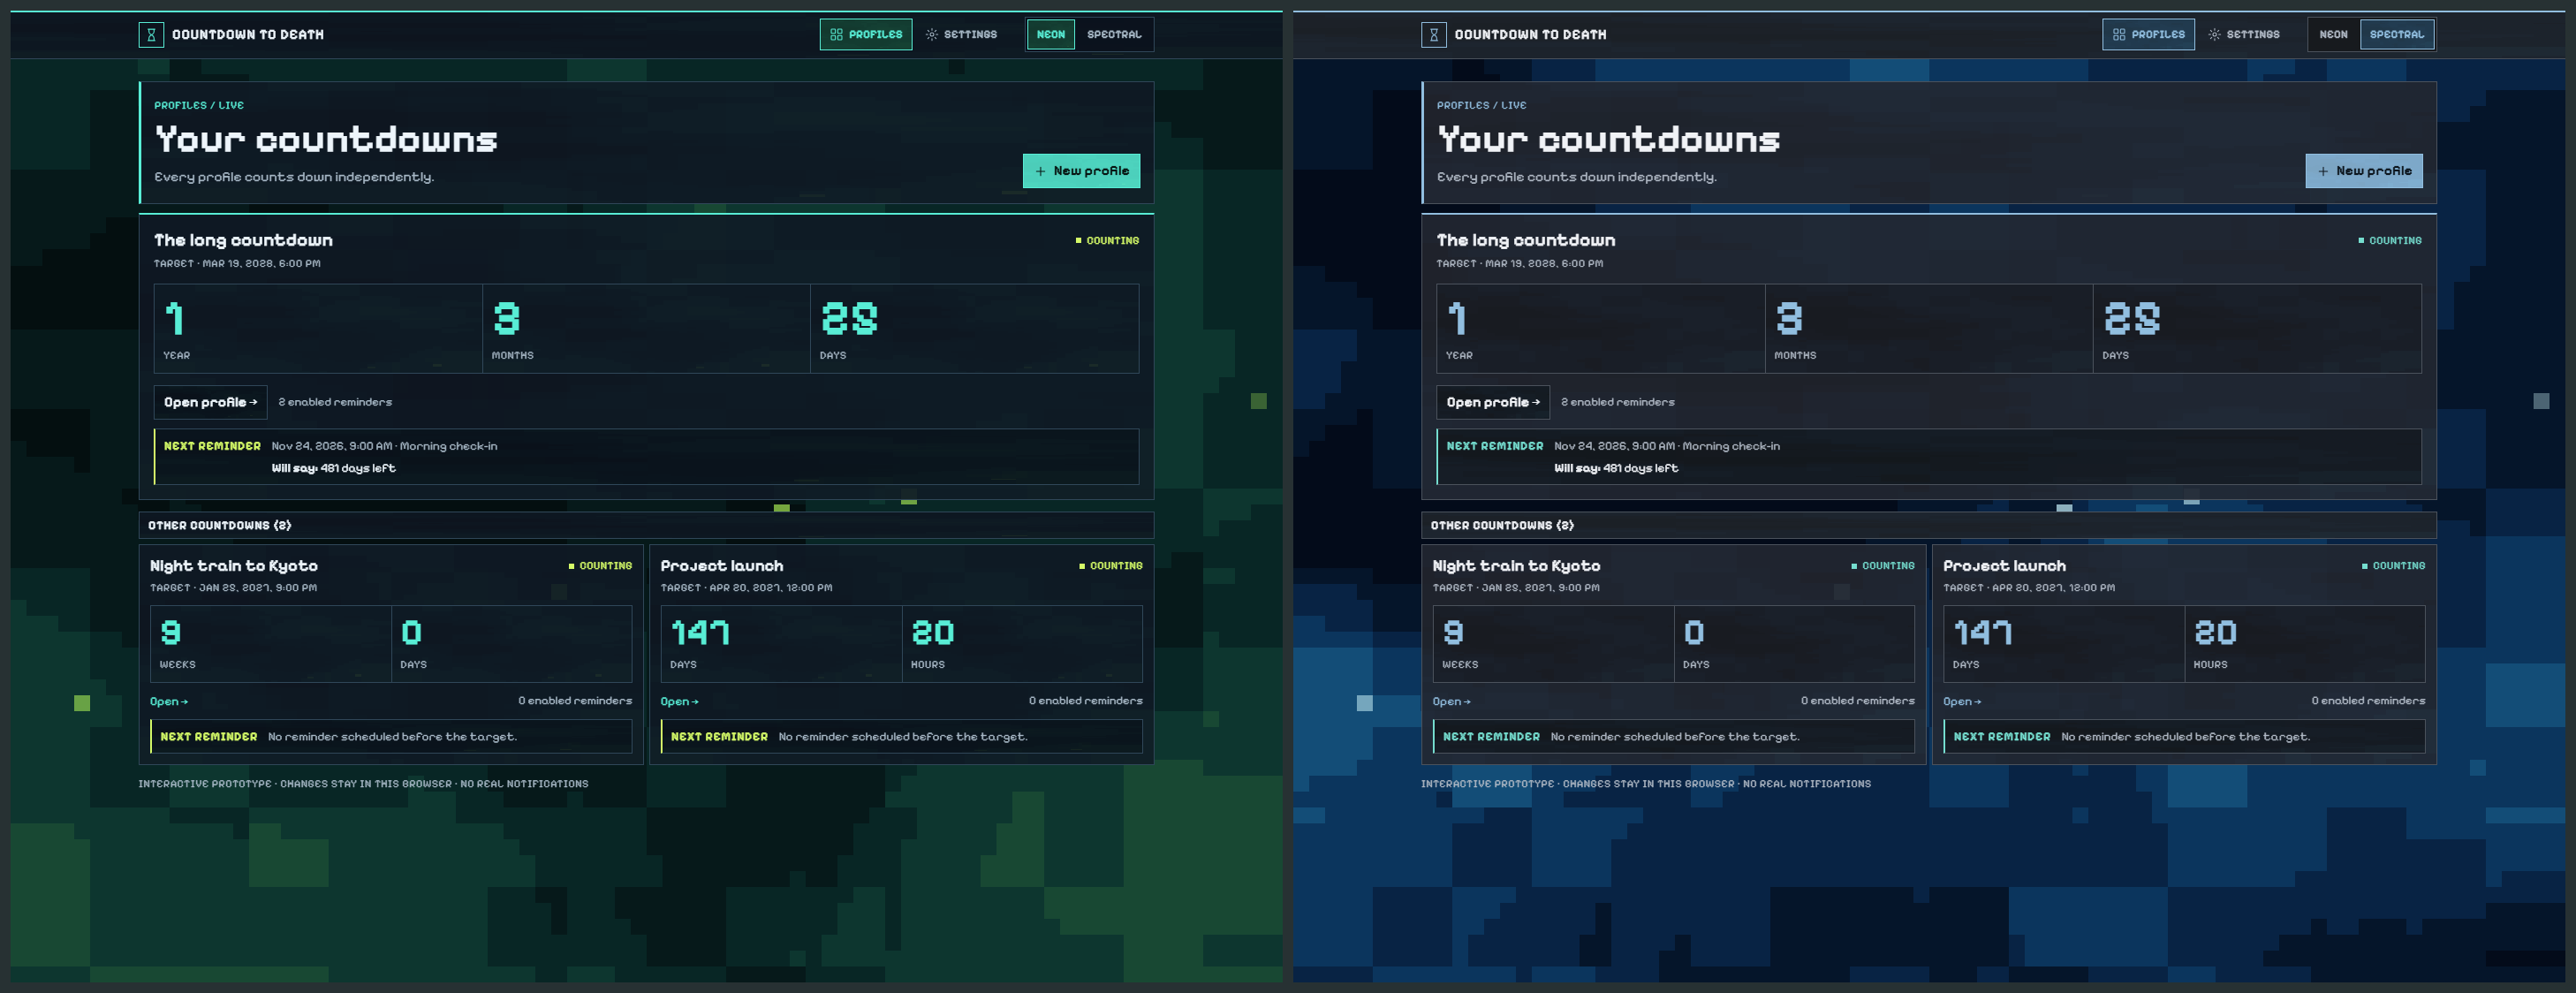 COUNTDOWN TO DEATH
PROFILES
SETTINGS
NEON
SPECTRAL
PROFILES / LIVE
Your countdowns
Every profile counts down independently.
+ New profile
The long countdown
COUNTING
TARGET · MAR 19, 2028, 6:00 PM
1
3
25
YEAR
MONTHS
DAYS
Open profile →
2 enabled reminders
NEXT REMINDER
Nov 24, 2026, 9:00 AM · Morning check-in
Will say: 481 days left
OTHER COUNTDOWNS (2)
Night train to Kyoto
COUNTING
TARGET · JAN 25, 2027, 9:00 PM
9
0
WEEKS
DAYS
Open →
0 enabled reminders
NEXT REMINDER
No reminder scheduled before the target.
Project launch
COUNTING
TARGET · APR 20, 2027, 12:00 PM
147
20
DAYS
HOURS
Open →
0 enabled reminders
NEXT REMINDER
No reminder scheduled before the target.
INTERACTIVE PROTOTYPE · CHANGES STAY IN THIS BROWSER · NO REAL NOTIFICATIONS
COUNTDOWN TO DEATH
PROFILES
SETTINGS
NEON
SPECTRAL
PROFILES / LIVE
Your countdowns
Every profile counts down independently.
+ New profile
The long countdown
COUNTING
TARGET · MAR 19, 2028, 6:00 PM
1
3
25
YEAR
MONTHS
DAYS
Open profile →
2 enabled reminders
NEXT REMINDER
Nov 24, 2026, 9:00 AM · Morning check-in
Will say: 481 days left
OTHER COUNTDOWNS (2)
Night train to Kyoto
COUNTING
TARGET · JAN 25, 2027, 9:00 PM
9
0
WEEKS
DAYS
Open →
0 enabled reminders
NEXT REMINDER
No reminder scheduled before the target.
Project launch
COUNTING
TARGET · APR 20, 2027, 12:00 PM
147
20
DAYS
HOURS
Open →
0 enabled reminders
NEXT REMINDER
No reminder scheduled before the target.
INTERACTIVE PROTOTYPE · CHANGES STAY IN THIS BROWSER · NO REAL NOTIFICATIONS